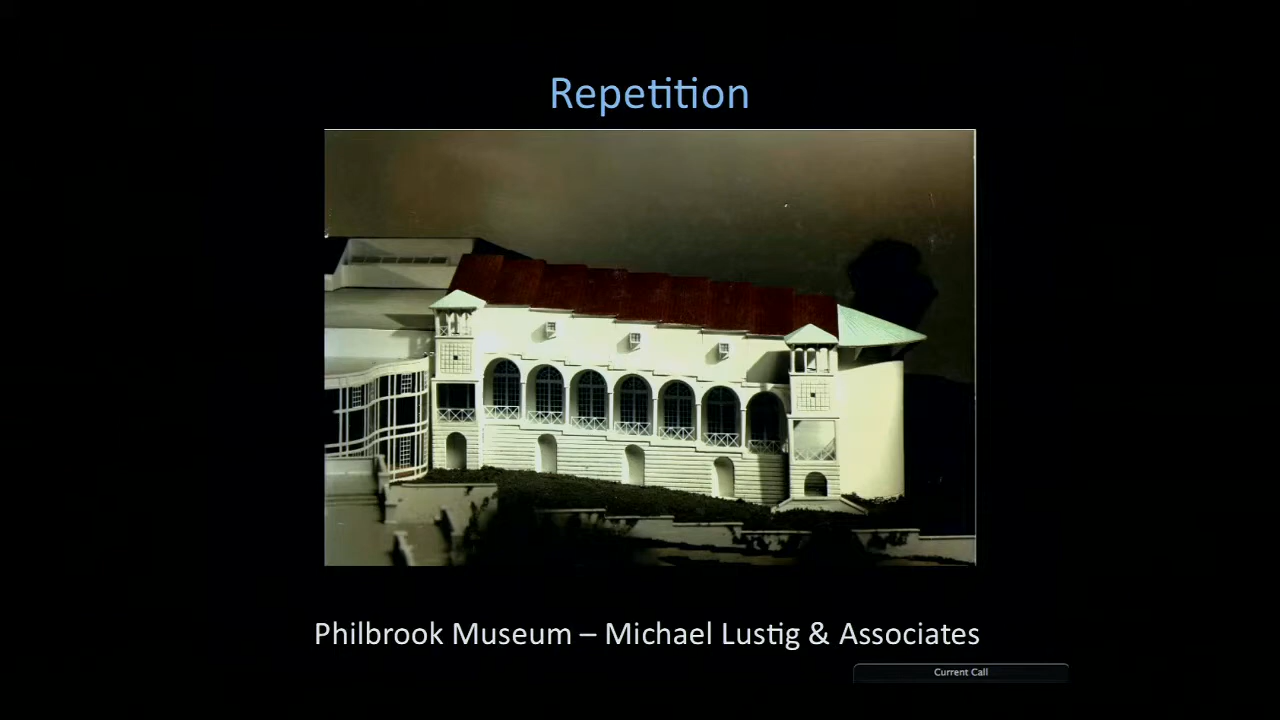 Repetition
Philbrook Museum – Michael Lustig & Associates
Current Call